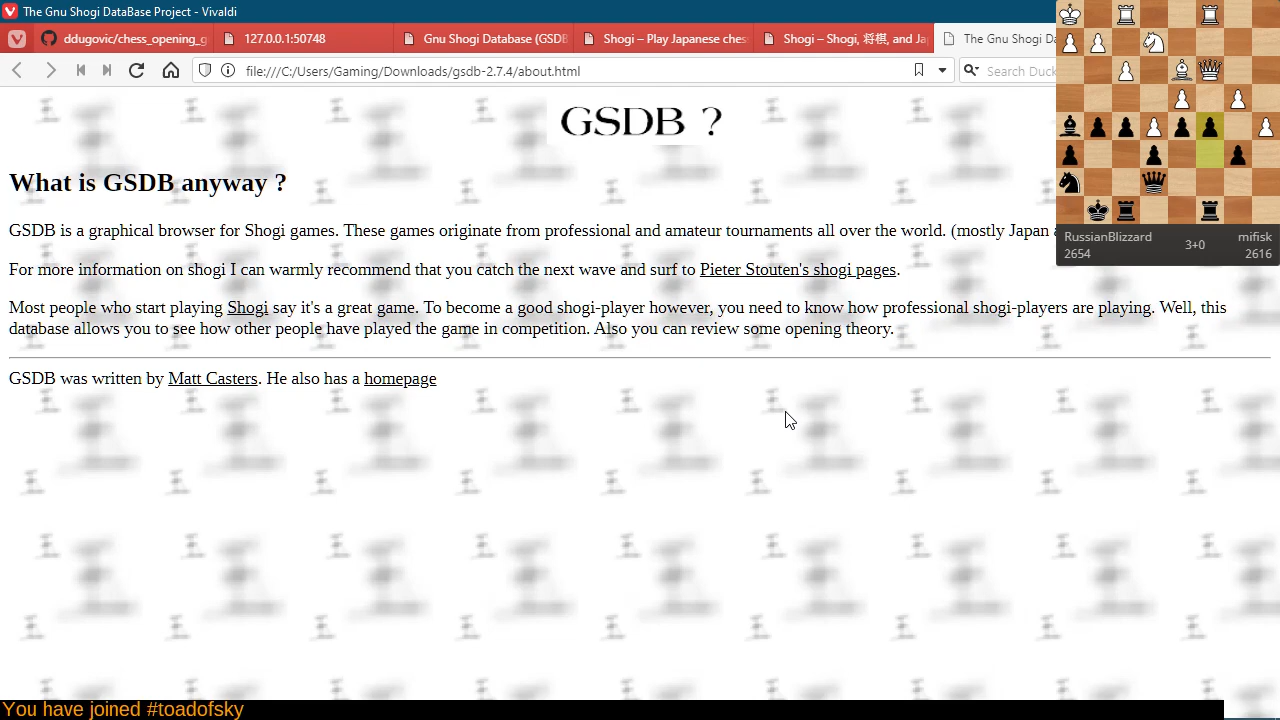 The Gnu Shogi DataBase Project - Vivaldi
ddugovic/chess_opening_g
127.0.0.1:50748
Gnu Shogi Database (GSDB
Shogi – Play Japanese ches
Shogi – Shogi, 将棋, and Ja
The Gnu Shogi Da
file:///C:/Users/Gaming/Downloads/gsdb-2.7.4/about.html
Search Duck
GSDB ?
What is GSDB anyway ?
GSDB is a graphical browser for Shogi games. These games originate from professional and amateur tournaments all over the world. (mostly Japan a
For more information on shogi I can warmly recommend that you catch the next wave and surf to Pieter Stouten's shogi pages.
Most people who start playing Shogi say it's a great game. To become a good shogi-player however, you need to know how professional shogi-players are playing. Well, this
database allows you to see how other people have played the game in competition. Also you can review some opening theory.
GSDB was written by Matt Casters. He also has a homepage
RussianBlizzard
2654
3+0
mifisk
2616
You have joined #toadofsky